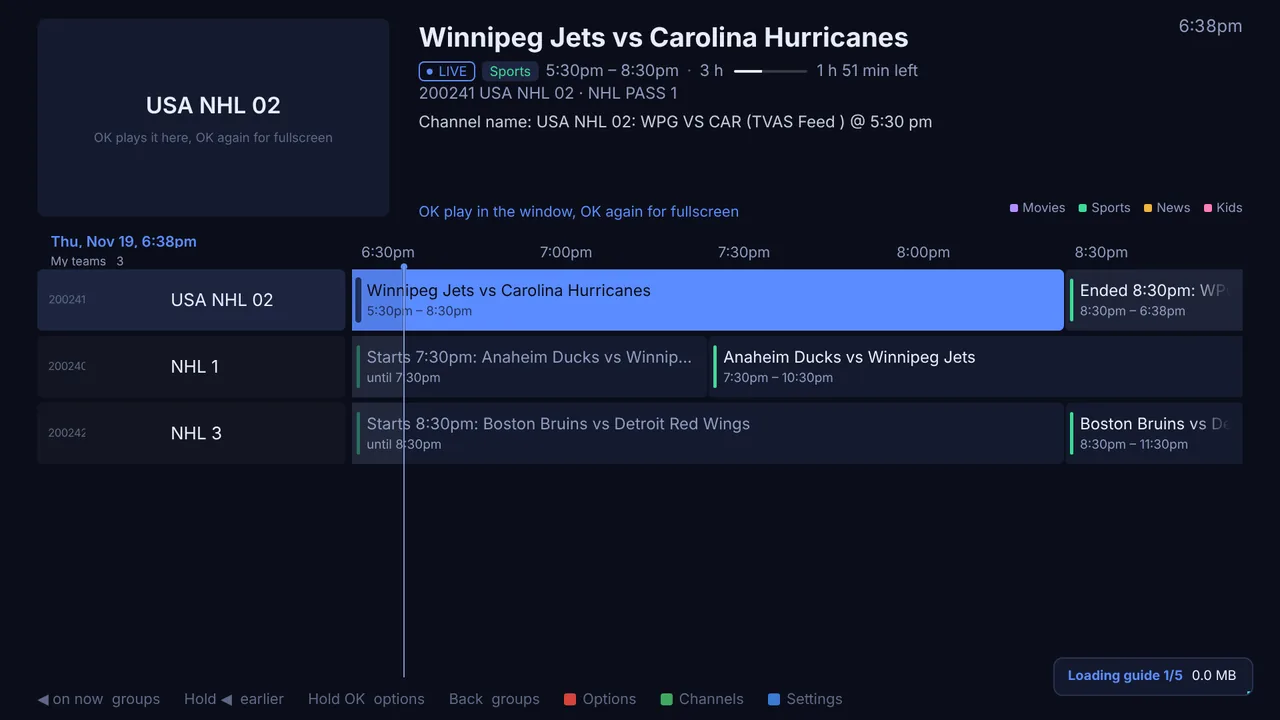 USA NHL 02
OK plays it here, OK again for fullscreen
Winnipeg Jets vs Carolina Hurricanes
6:38pm
LIVE Sports 5:30pm – 8:30pm · 3 h 1 h 51 min left
200241 USA NHL 02 · NHL PASS 1
Channel name: USA NHL 02: WPG VS CAR (TVAS Feed ) @ 5:30 pm
OK play in the window, OK again for fullscreen
Movies Sports News Kids
Thu, Nov 19, 6:38pm
My teams 3
6:30pm 7:00pm 7:30pm 8:00pm 8:30pm
200241 USA NHL 02
Winnipeg Jets vs Carolina Hurricanes
5:30pm – 8:30pm
Ended 8:30pm: WPG
8:30pm – 6:38pm
200240 NHL 1
Starts 7:30pm: Anaheim Ducks vs Winnip...
until 7:30pm
Anaheim Ducks vs Winnipeg Jets
7:30pm – 10:30pm
200242 NHL 3
Starts 8:30pm: Boston Bruins vs Detroit Red Wings
until 8:30pm
Boston Bruins vs De
8:30pm – 11:30pm
Loading guide 1/5 0.0 MB
◀ on now groups Hold ◀ earlier Hold OK options Back groups Options Channels Settings